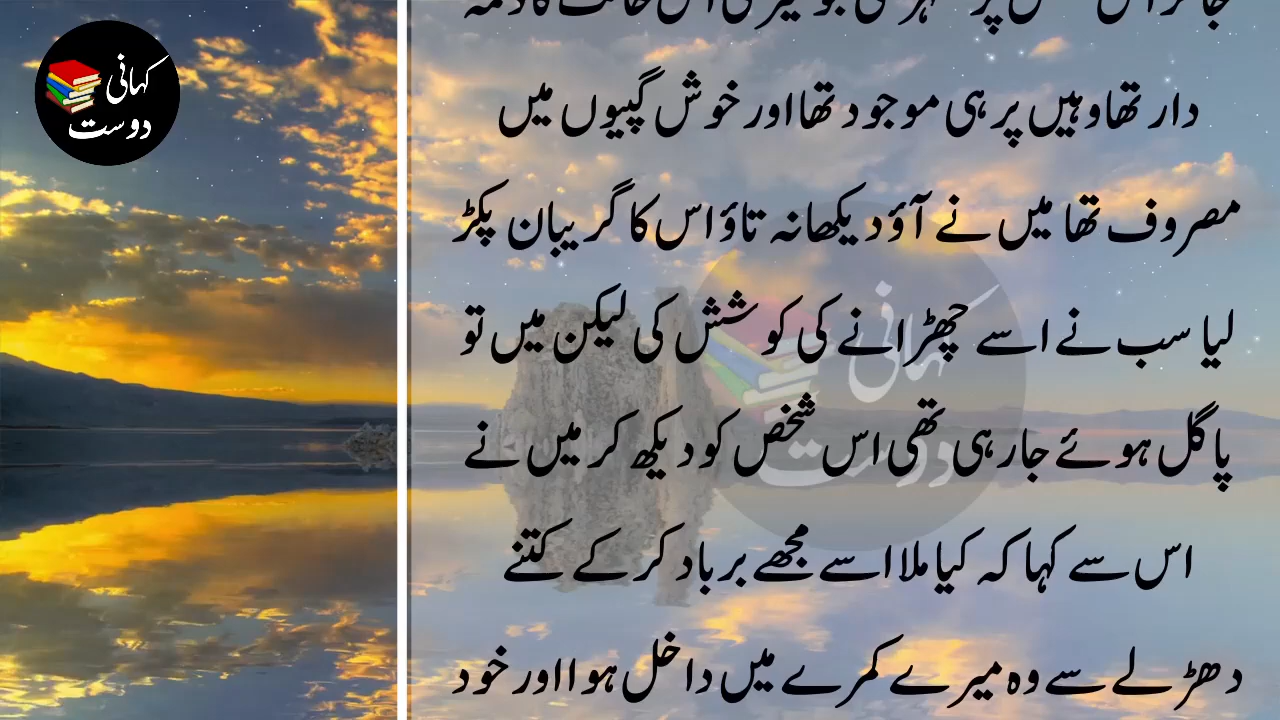 کہانی
دوست
دار تھا وہیں پر ہی موجود تھا اور خوش گپیوں میں
مصروف تھا میں نے آؤ دیکھا نہ تاؤ اس کا گریبان پکڑ
لیا سب نے اسے چھڑانے کی کوشش کی لیکن میں تو
پاگل ہوئے جا رہی تھی اس شخص کو دیکھ کر میں نے
اس سے کہا کہ کیا ملا اسے مجھے برباد کر کے کتنے
دھڑلے سے وہ میرے کمرے میں داخل ہوا اور خود
کہانی
دوست